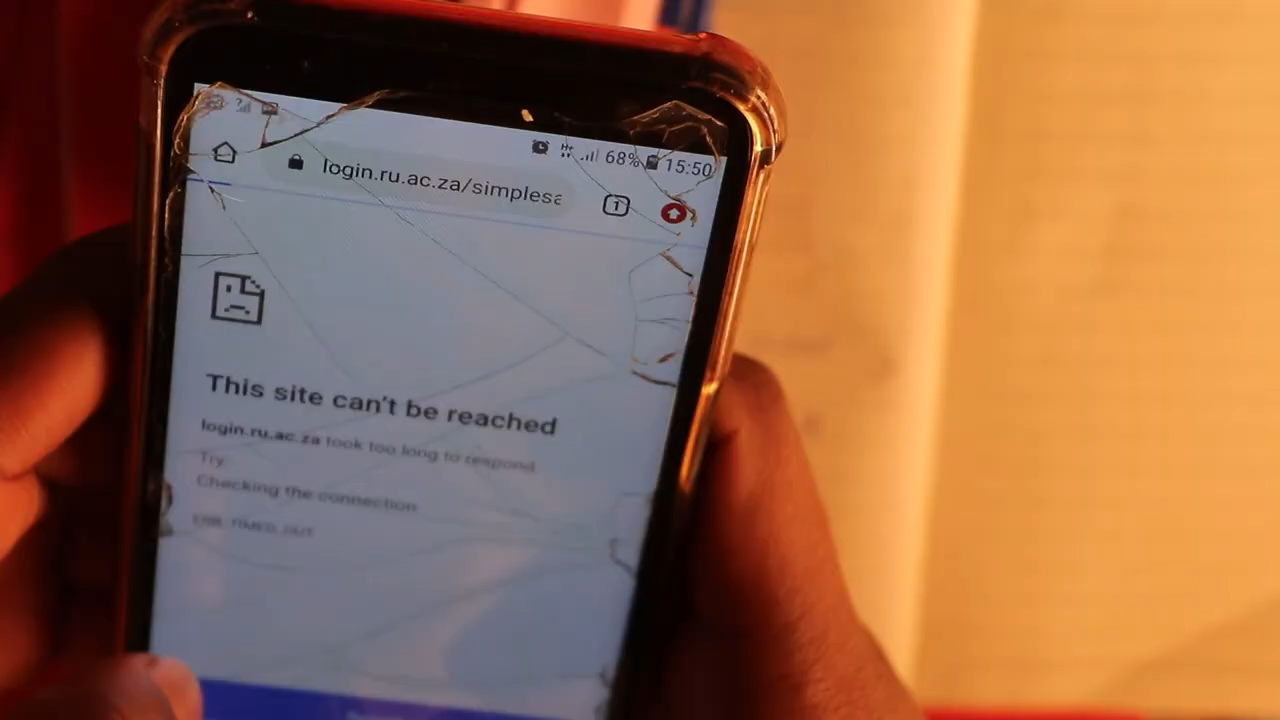 H+ 68% 15:50
login.ru.ac.za/simplesa
1
This site can't be reached
login.ru.ac.za took too long to respond
Try:
Checking the connection
ERR_TIMED_OUT